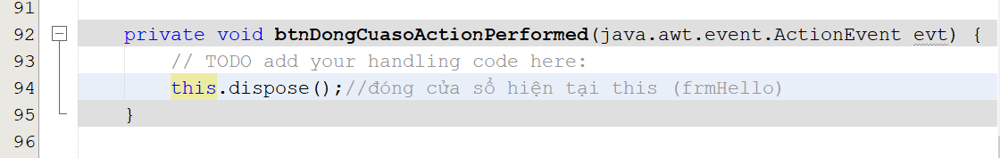 91
92 private void btnDongCuasoActionPerformed(java.awt.event.ActionEvent evt) {
93 // TODO add your handling code here:
94 this.dispose();//đóng cửa sổ hiện tại this (frmHello)
95 }
96